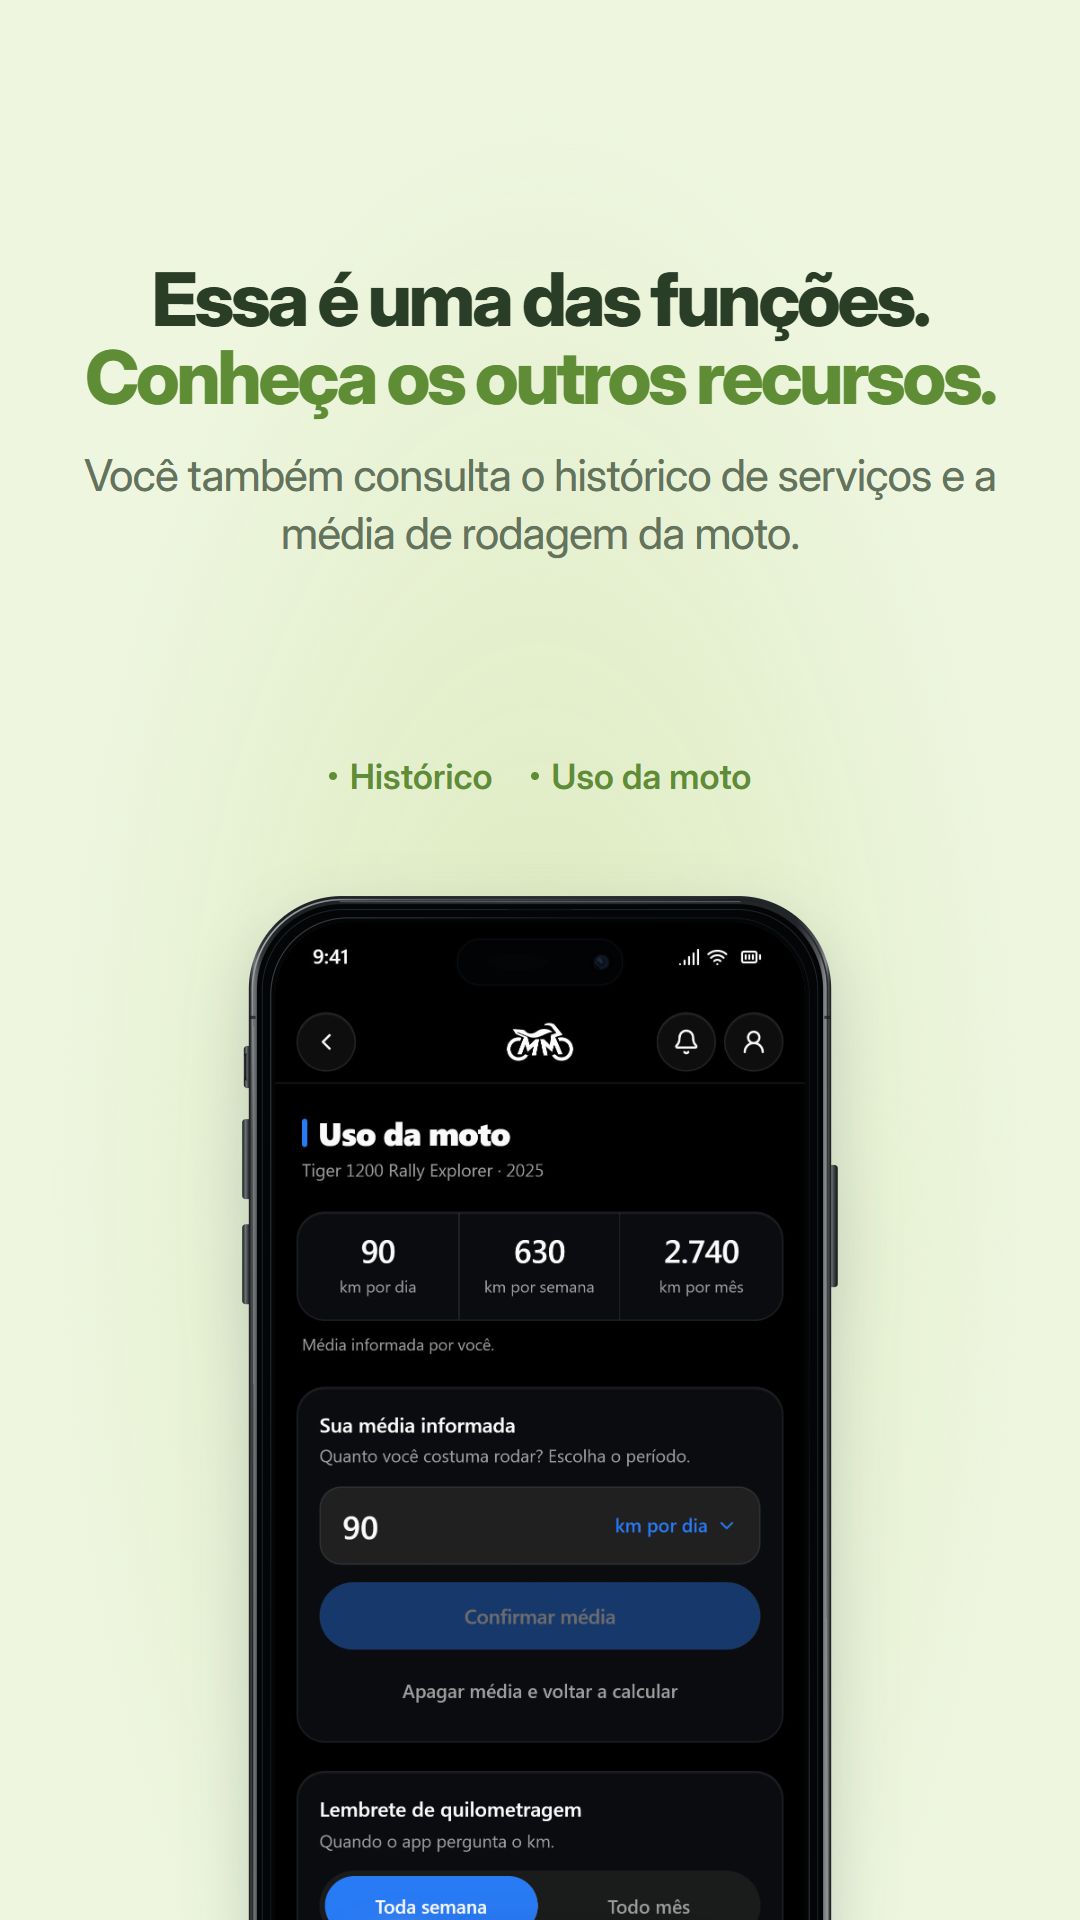 Essa é uma das funções.
Conheça os outros recursos.
Você também consulta o histórico de serviços e a
média de rodagem da moto.
• Histórico • Uso da moto
9:41
MM
Uso da moto
Tiger 1200 Rally Explorer · 2025
90 630 2.740
km por dia km por semana km por mês
Média informada por você.
Sua média informada
Quanto você costuma rodar? Escolha o período.
90 km por dia
Confirmar média
Apagar média e voltar a calcular
Lembrete de quilometragem
Quando o app pergunta o km.
Toda semana Todo mês